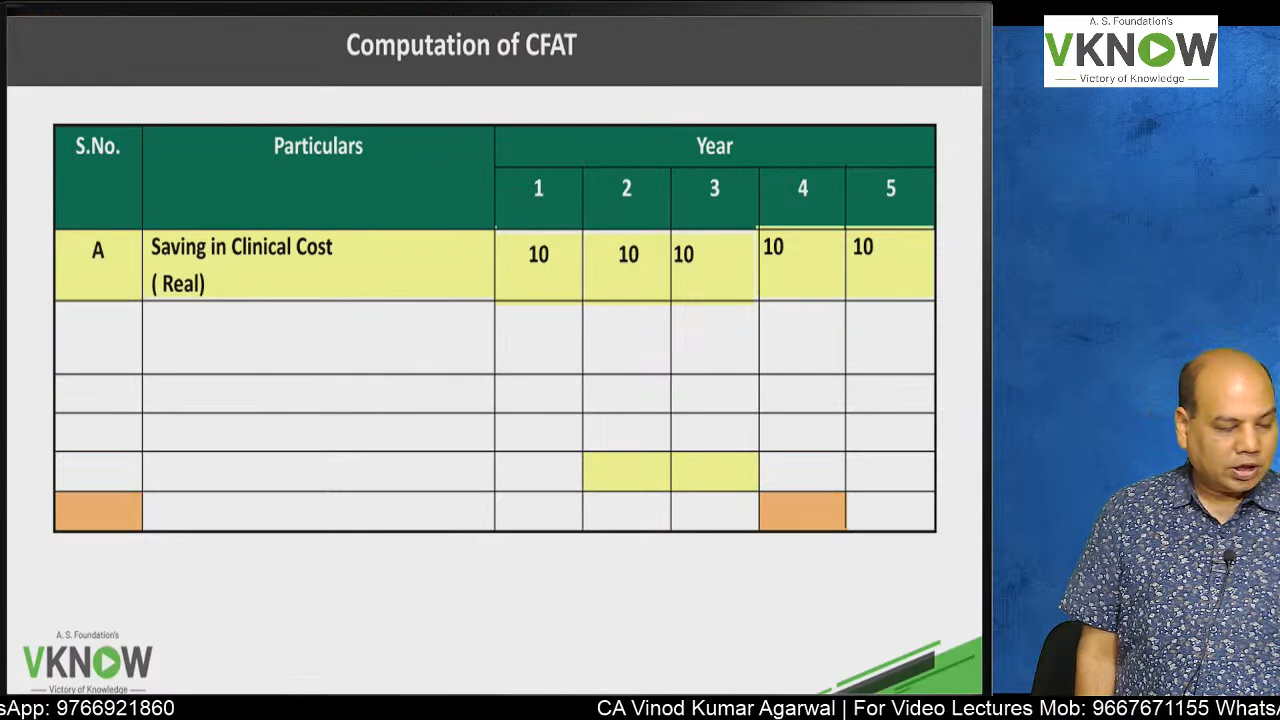 Computation of CFAT
A. S. Foundation's
VKNOW
Victory of Knowledge
S.No. Particulars Year
1 2 3 4 5
A Saving in Clinical Cost 10 10 10 10 10
( Real)
A. S. Foundation's
VKNOW
Victory of Knowledge
sApp: 9766921860 CA Vinod Kumar Agarwal | For Video Lectures Mob: 9667671155 WhatsA